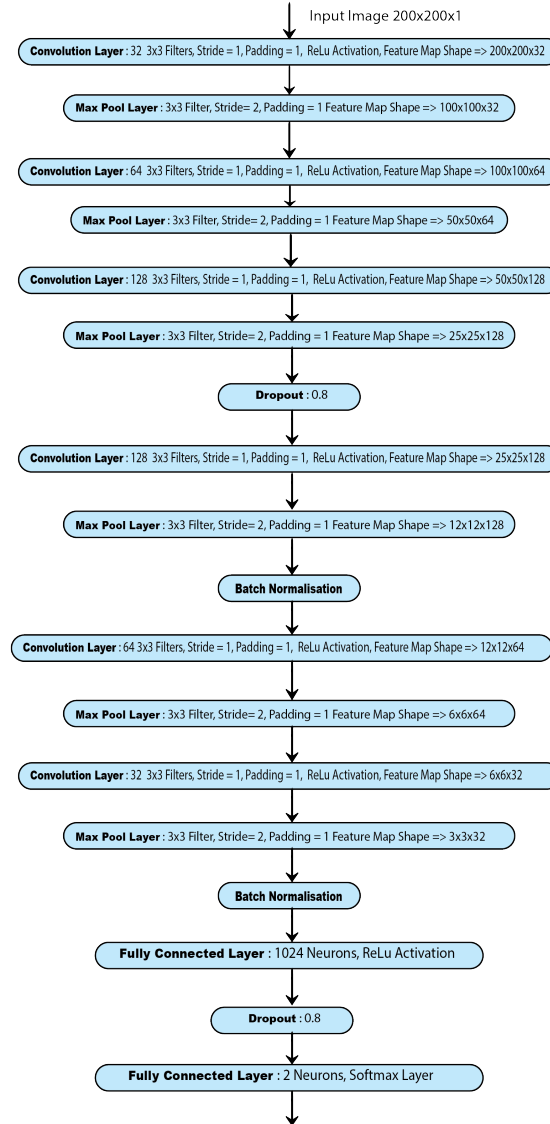 Input Image 200x200x1
Convolution Layer : 32 3x3 Filters, Stride = 1, Padding = 1, ReLu Activation, Feature Map Shape => 200x200x32
Max Pool Layer : 3x3 Filter, Stride= 2, Padding = 1 Feature Map Shape => 100x100x32
Convolution Layer : 64 3x3 Filters, Stride = 1, Padding = 1, ReLu Activation, Feature Map Shape => 100x100x64
Max Pool Layer : 3x3 Filter, Stride= 2, Padding = 1 Feature Map Shape => 50x50x64
Convolution Layer : 128 3x3 Filters, Stride = 1, Padding = 1, ReLu Activation, Feature Map Shape => 50x50x128
Max Pool Layer : 3x3 Filter, Stride= 2, Padding = 1 Feature Map Shape => 25x25x128
Dropout : 0.8
Convolution Layer : 128 3x3 Filters, Stride = 1, Padding = 1, ReLu Activation, Feature Map Shape => 25x25x128
Max Pool Layer : 3x3 Filter, Stride= 2, Padding = 1 Feature Map Shape => 12x12x128
Batch Normalisation
Convolution Layer : 64 3x3 Filters, Stride = 1, Padding = 1, ReLu Activation, Feature Map Shape => 12x12x64
Max Pool Layer : 3x3 Filter, Stride= 2, Padding = 1 Feature Map Shape => 6x6x64
Convolution Layer : 32 3x3 Filters, Stride = 1, Padding = 1, ReLu Activation, Feature Map Shape => 6x6x32
Max Pool Layer : 3x3 Filter, Stride= 2, Padding = 1 Feature Map Shape => 3x3x32
Batch Normalisation
Fully Connected Layer : 1024 Neurons, ReLu Activation
Dropout : 0.8
Fully Connected Layer : 2 Neurons, Softmax Layer